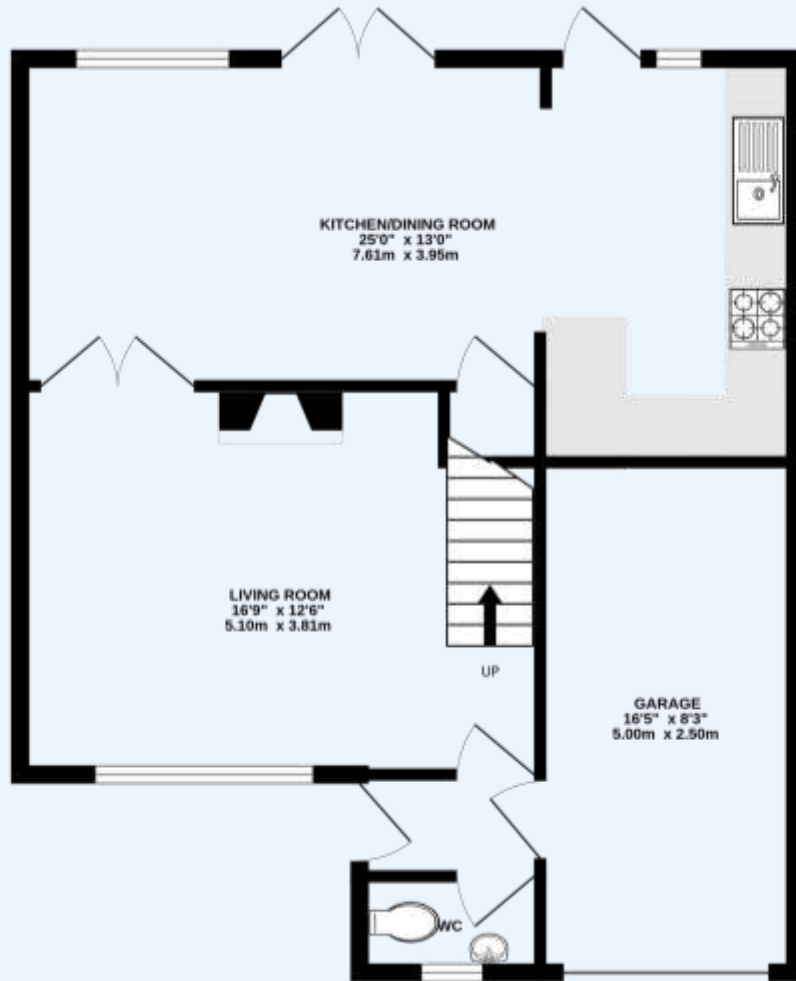 KITCHEN/DINING ROOM
25'0" x 13'0"
7.61m x 3.95m
LIVING ROOM
16'9" x 12'6"
5.10m x 3.81m
UP
GARAGE
16'5" x 8'3"
5.00m x 2.50m
WC